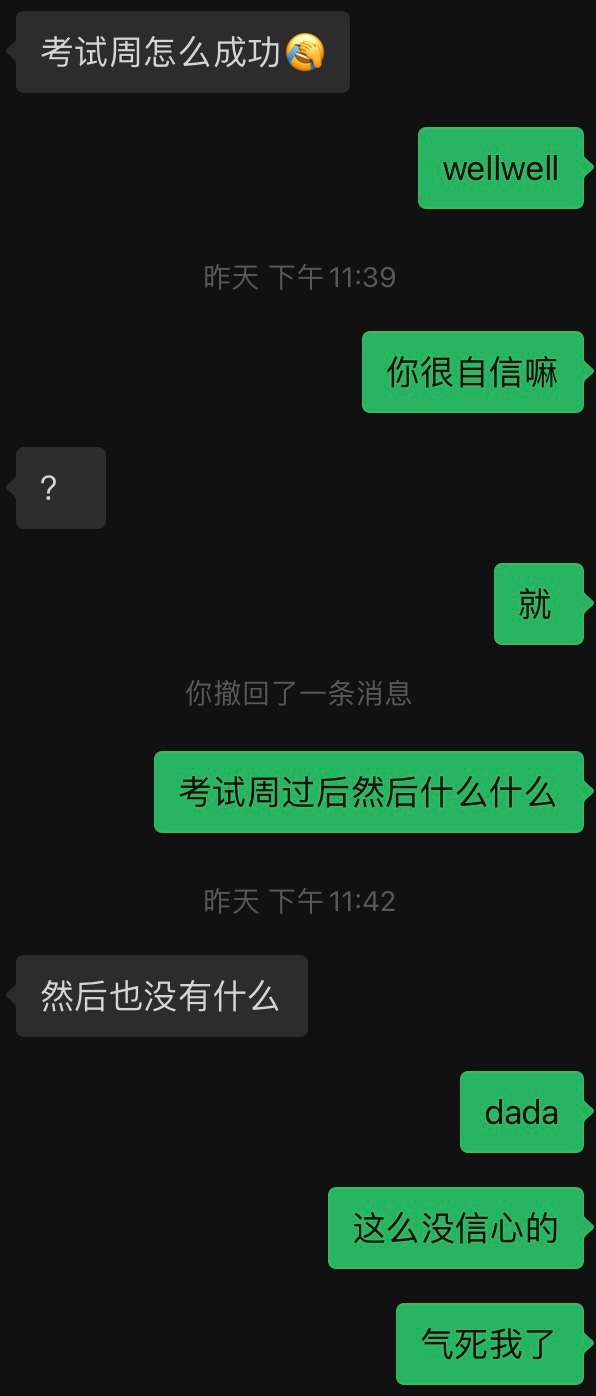 考试周怎么成功🤣
wellwell
昨天 下午11:39
你很自信嘛
?
就
你撤回了一条消息
考试周过后然后什么什么
昨天 下午11:42
然后也没有什么
dada
这么没信心的
气死我了